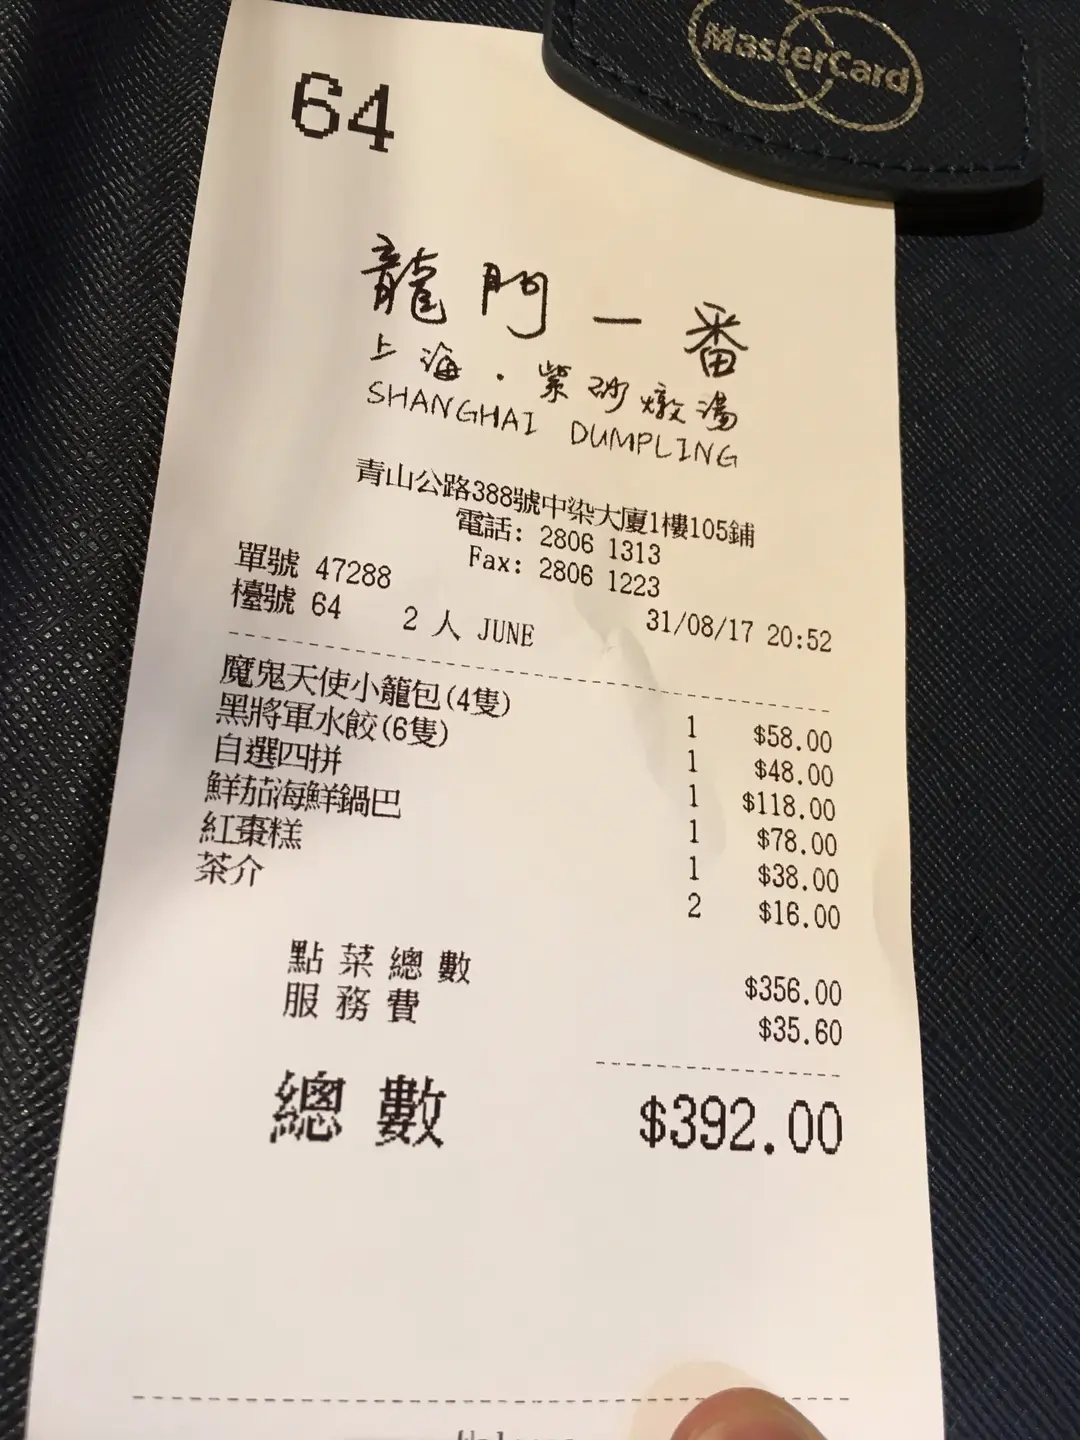 MasterCard
64
龍門一番
上海．紫砂燉湯
SHANGHAI DUMPLING
青山公路388號中染大廈1樓105鋪
電話: 2806 1313
Fax: 2806 1223
單號 47288
檯號 64 2 人 JUNE 31/08/17 20:52
魔鬼天使小籠包(4隻) 1 $58.00
黑將軍水餃(6隻) 1 $48.00
自選四拼 1 $118.00
鮮茄海鮮鍋巴 1 $78.00
紅棗糕 1 $38.00
茶介 2 $16.00
點菜總數 $356.00
服務費 $35.60
總數 $392.00